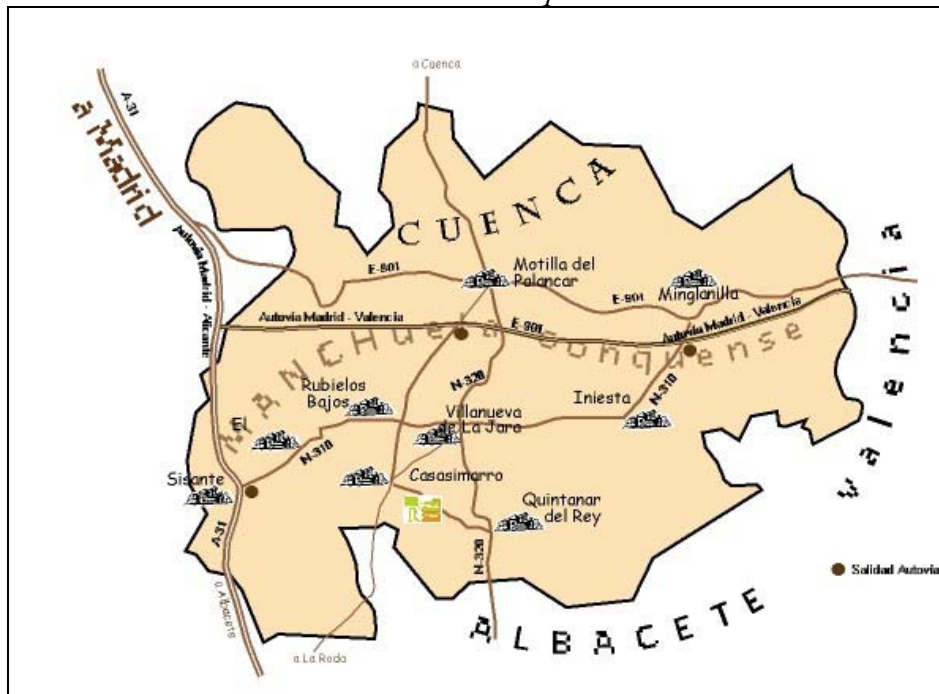 a Cuenca
A-31
a Madrid
Autovía Madrid - Alicante
CUENCA
E-801
Motilla del
Palancar
E-801
Minglanilla
Valencia
Autovía Madrid - Valencia
E-901
Autovía Madrid - Valencia
MANCHuela Conquense
N-320
Rubielos
Bajos
Villanueva
de La Jara
Iniesta
N-310
El
N-310
Sisante
Casasimarro
Quintanar
del Rey
R
A-31
N-320
a Albacete
ALBACETE
Salidad Autovía
a La Roda